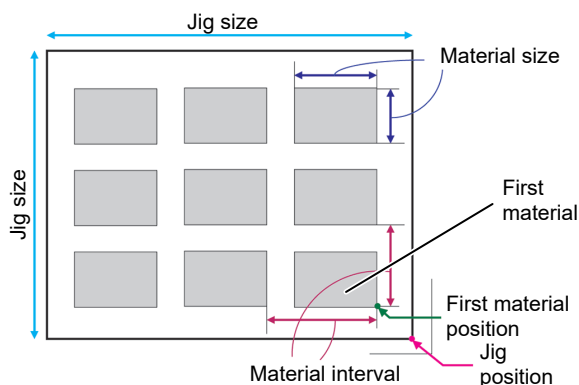 Jig size
Material size
Jig size
First
material
First material
position
Jig
position
Material interval